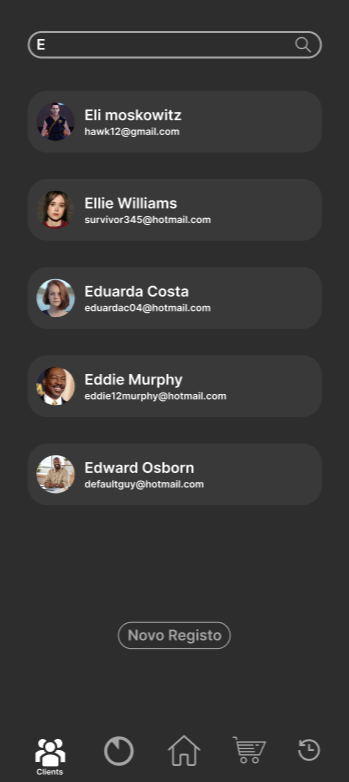 E
Eli moskowitz
hawk12@gmail.com
Ellie Williams
survivor345@hotmail.com
Eduarda Costa
eduardac04@hotmail.com
Eddie Murphy
eddie12murphy@hotmail.com
Edward Osborn
defaultguy@hotmail.com
Novo Registo
Clients